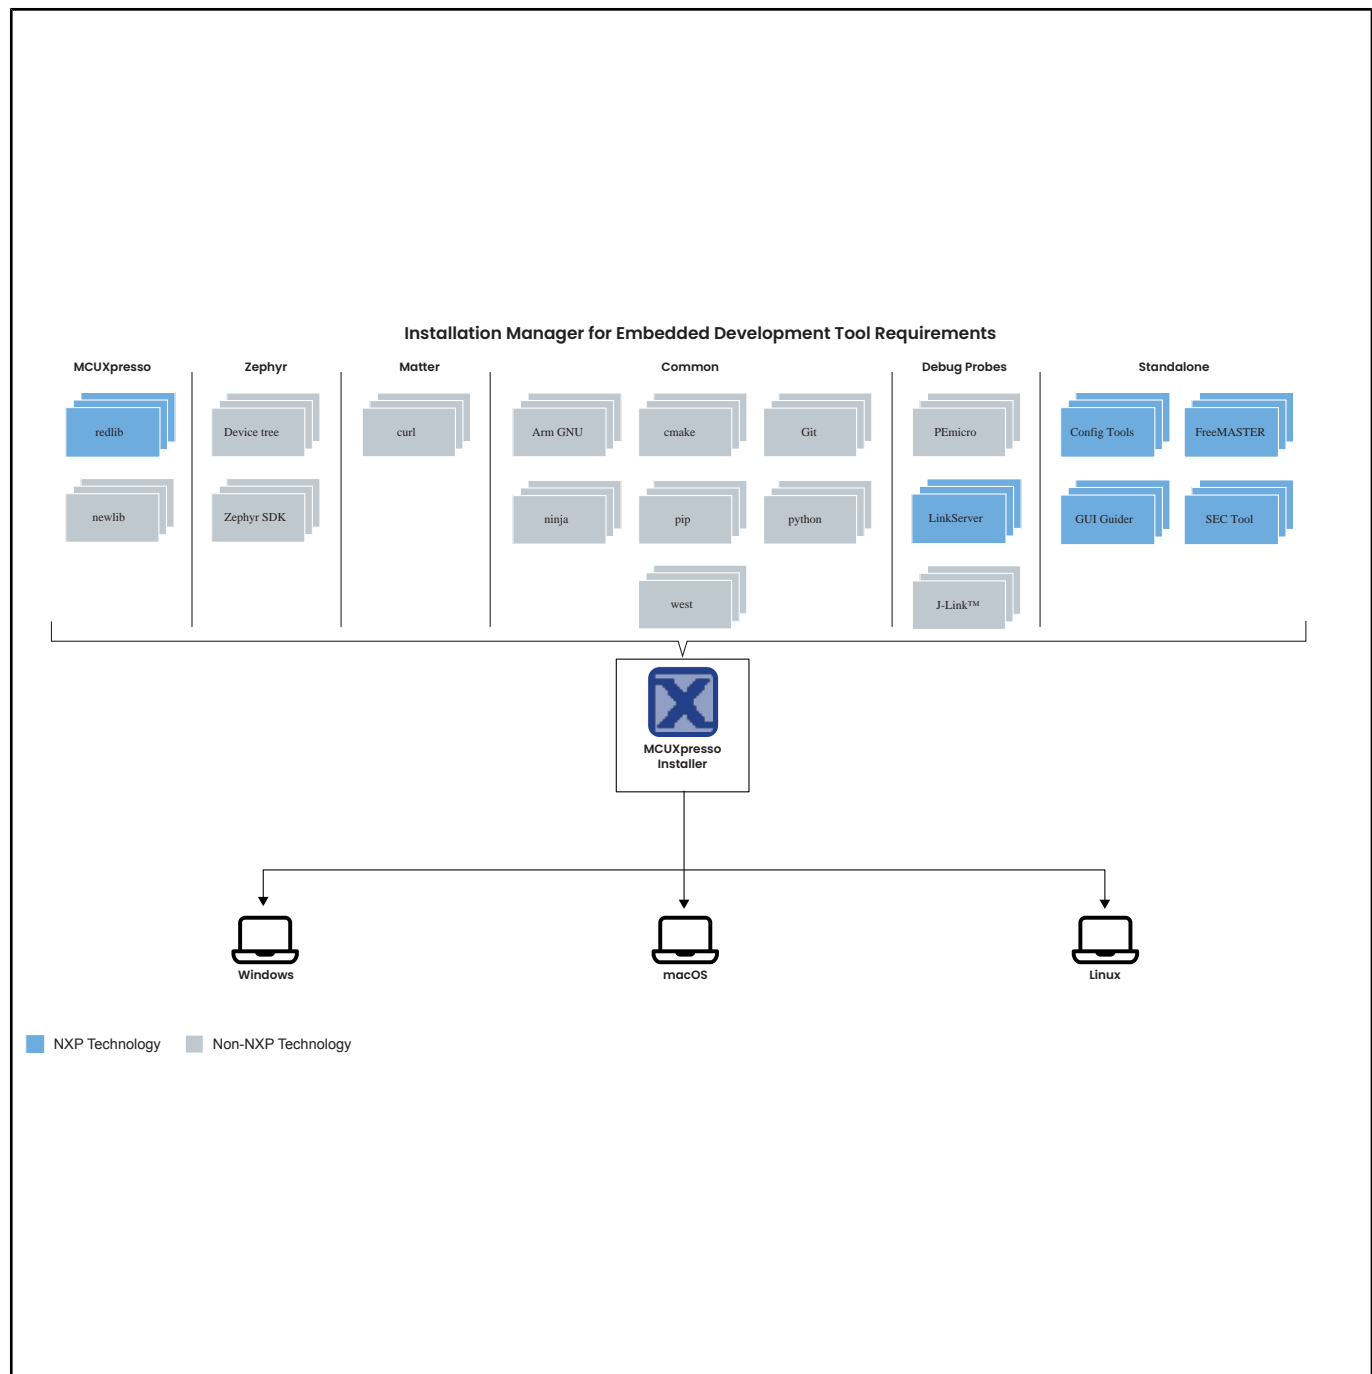 Installation Manager for Embedded Development Tool Requirements
MCUXpresso
Zephyr
Matter
Common
Debug Probes
Standalone
redlib
Device tree
curl
Arm GNU
cmake
Git
PEmicro
Config Tools
FreeMASTER
newlib
Zephyr SDK
ninja
pip
python
LinkServer
GUI Guider
SEC Tool
west
J-Link™
X
MCUXpresso
Installer
Windows
macOS
Linux
NXP Technology
Non-NXP Technology